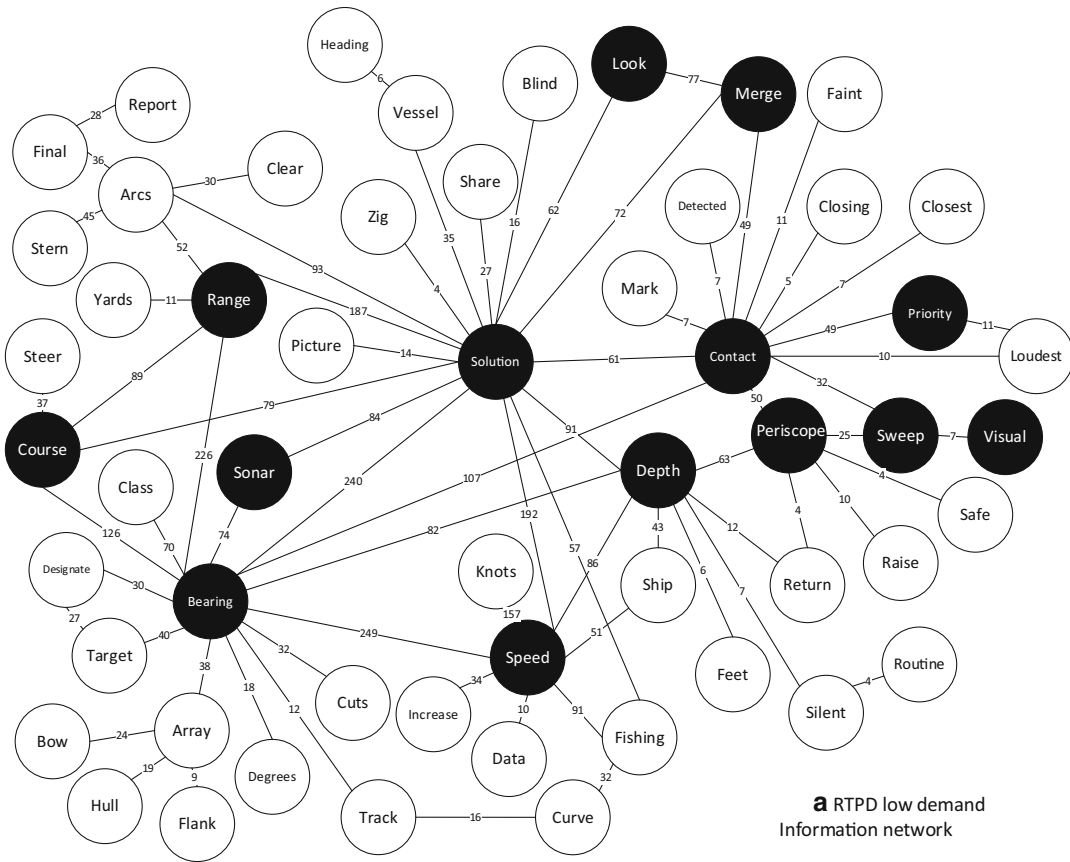 Heading
Look
6
77
Blind
Merge
Faint
Report
Vessel
28
Final
36
Share
Clear
Arcs
30
16
62
72
Detected
49
11
Closing
Closest
Zig
35
27
45
Stern
52
93
4
7
5
7
Mark
Yards
11
Range
187
7
49
Priority
11
Picture
14
Solution
61
Contact
10
Loudest
Steer
89
32
37
79
84
50
Course
Sonar
91
Periscope
25
Sweep
7
Visual
226
240
107
Depth
63
4
Class
126
74
192
82
43
12
4
10
Safe
70
57
Designate
30
Knots
86
6
Ship
Return
Raise
27
Bearing
157
7
40
249
51
Target
32
Speed
38
18
34
Feet
Routine
4
12
Cuts
Increase
10
91
Silent
Bow
24
Array
Fishing
19
9
Degrees
Data
32
Hull
Flank
Track
16
Curve
a RTPD low demand
Information network